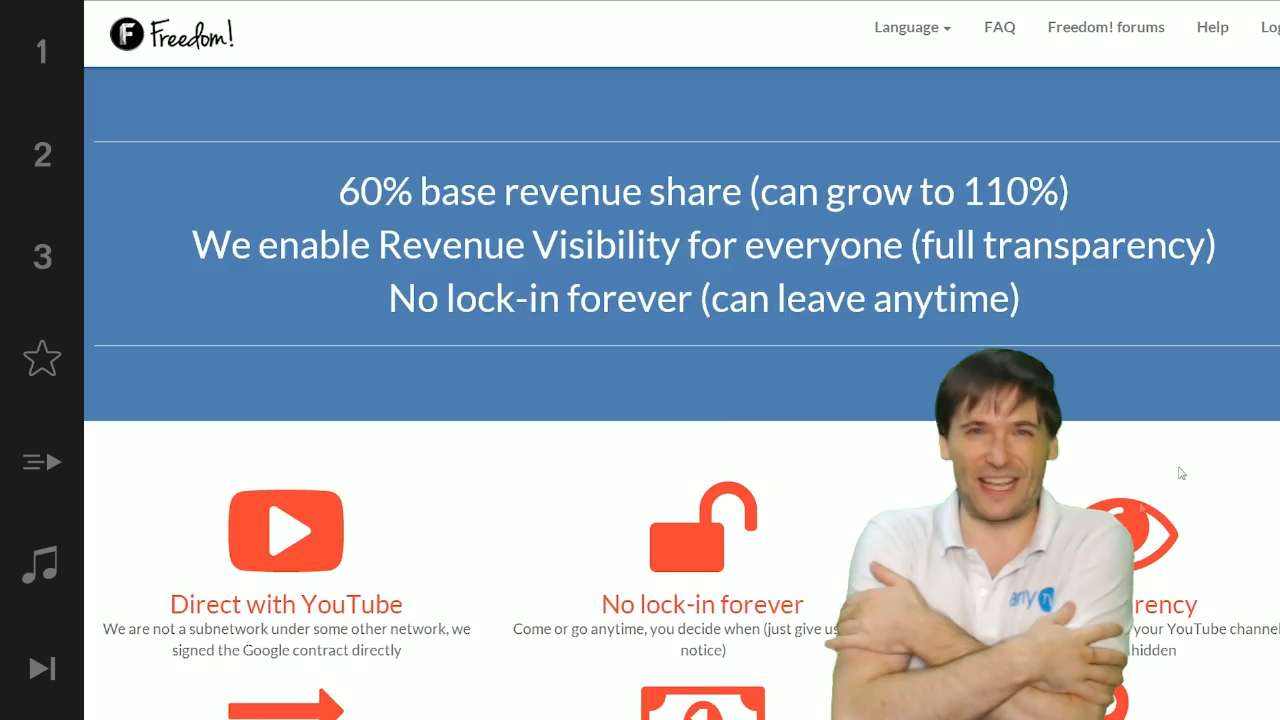 1
2
3
F Freedom!
Language
FAQ
Freedom! forums
Help
60% base revenue share (can grow to 110%)
We enable Revenue Visibility for everyone (full transparency)
No lock-in forever (can leave anytime)
Direct with YouTube
We are not a subnetwork under some other network, we
signed the Google contract directly
No lock-in forever
Come or go anytime, you decide when (just give us
notice)
your YouTube channel
hidden
any